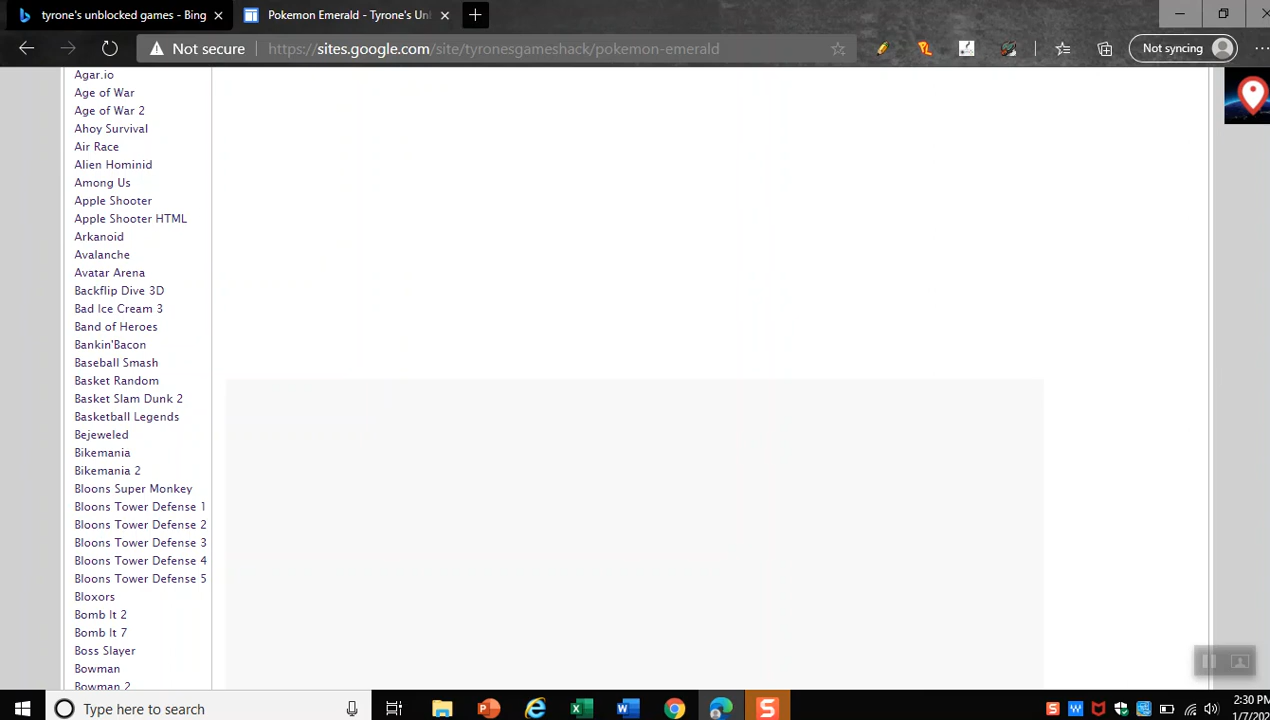 tyrone's unblocked games - Bing
Pokemon Emerald - Tyrone's Un
Not secure
https://sites.google.com/site/tyronesgameshack/pokemon-emerald
Not syncing
Agar.io
Age of War
Age of War 2
Ahoy Survival
Air Race
Alien Hominid
Among Us
Apple Shooter
Apple Shooter HTML
Arkanoid
Avalanche
Avatar Arena
Backflip Dive 3D
Bad Ice Cream 3
Band of Heroes
Bankin'Bacon
Baseball Smash
Basket Random
Basket Slam Dunk 2
Basketball Legends
Bejeweled
Bikemania
Bikemania 2
Bloons Super Monkey
Bloons Tower Defense 1
Bloons Tower Defense 2
Bloons Tower Defense 3
Bloons Tower Defense 4
Bloons Tower Defense 5
Bloxors
Bomb It 2
Bomb It 7
Boss Slayer
Bowman
Bowman 2
Type here to search
2:30 PM
1/7/202